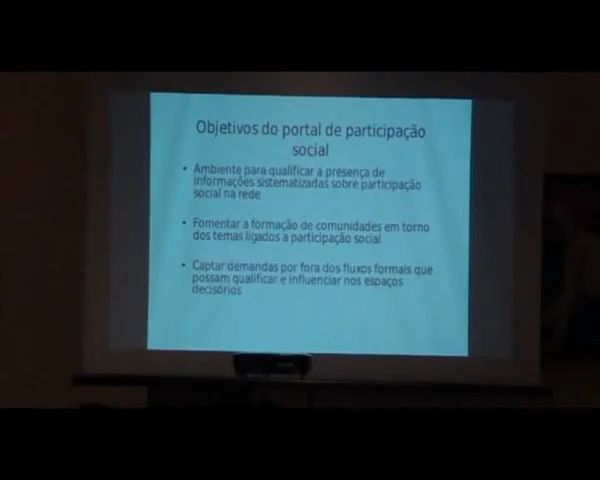 Objetivos do portal de participação
social
• Ambiente para qualificar a presença de
informações sistematizadas sobre participação
social na rede
• Fomentar a formação de comunidades em torno
dos temas ligados a participação social
• Captar demandas por fora dos fluxos formais que
possam qualificar e influenciar nos espaços
decisórios